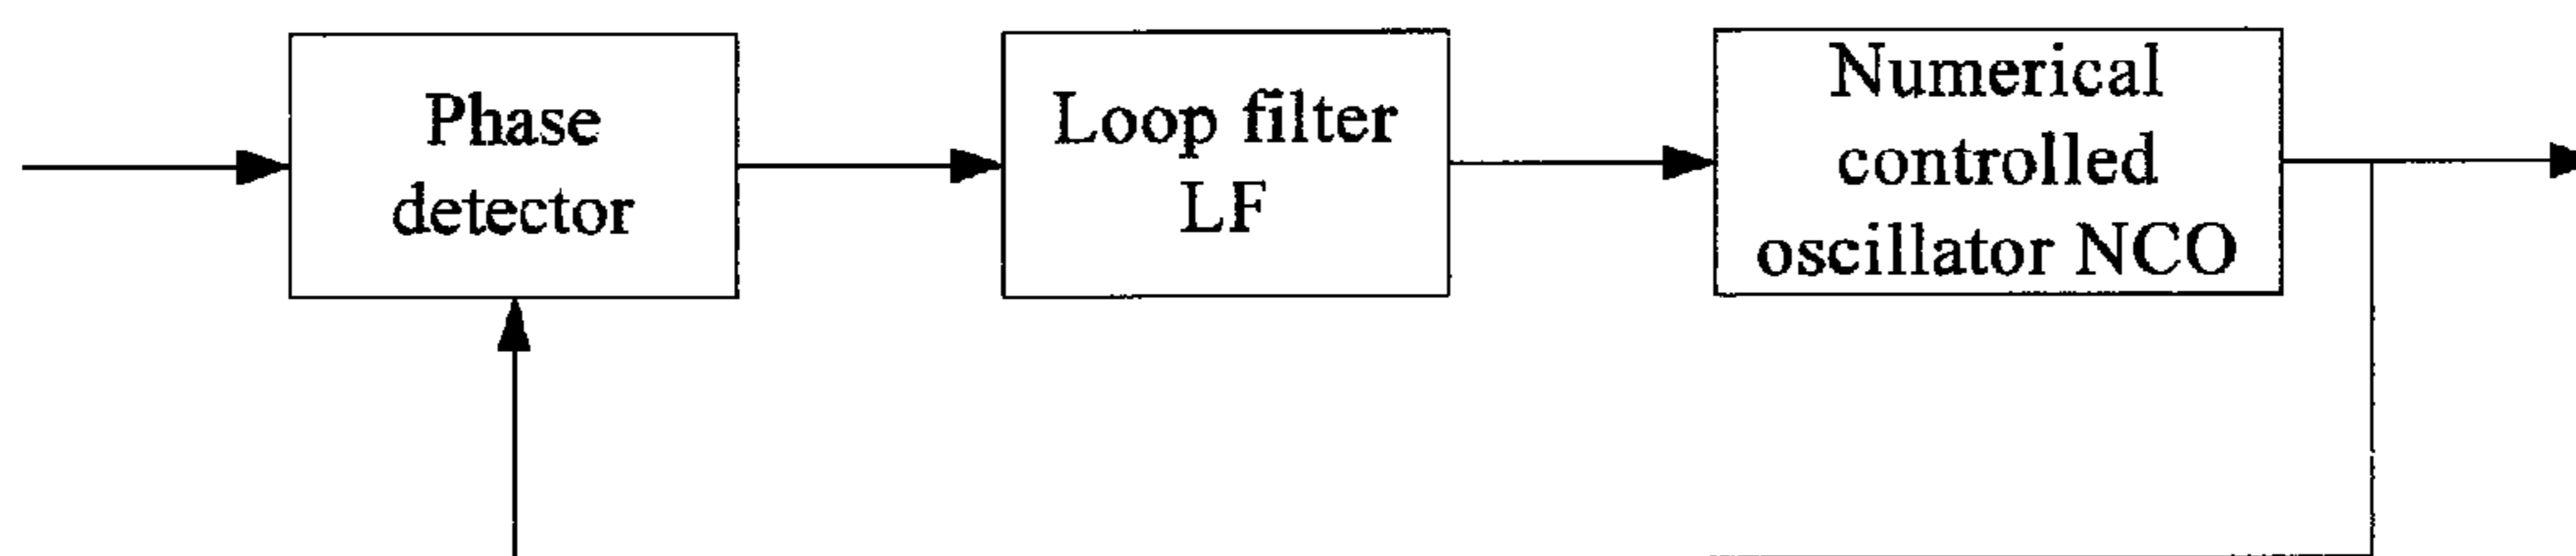 Phase
detector
Loop filter
LF
Numerical
controlled
oscillator NCO